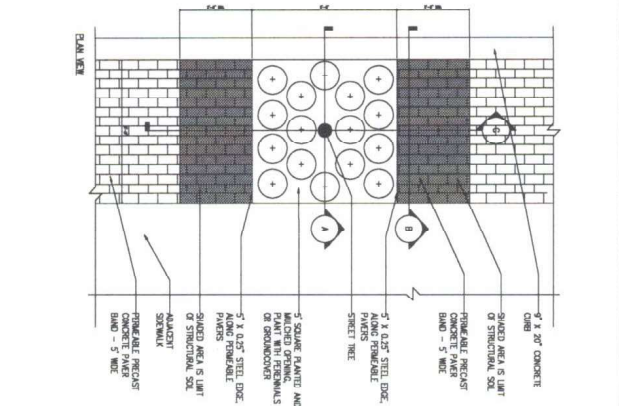 PLAN VIEW
9" X 20" CONCRETE
CURB
SHADED AREA IS LIMIT
OF STRUCTURAL SOIL
PERMEABLE PRECAST
CONCRETE PAVER
BAND - 5' WIDE
5' X 0.25" STEEL EDGE,
ALONG PERMEABLE
PAVERS
STREET TREE
5' SQUARE PLANTED AND
MULCHED OPENING,
PLANT WITH PERENNIALS
OR GROUNDCOVER
5' X 0.25" STEEL EDGE,
ALONG PERMEABLE
PAVERS
SHADED AREA IS LIMIT
OF STRUCTURAL SOIL
ADJACENT
SIDEWALK
PERMEABLE PRECAST
CONCRETE PAVER
BAND - 5' WIDE
A
B